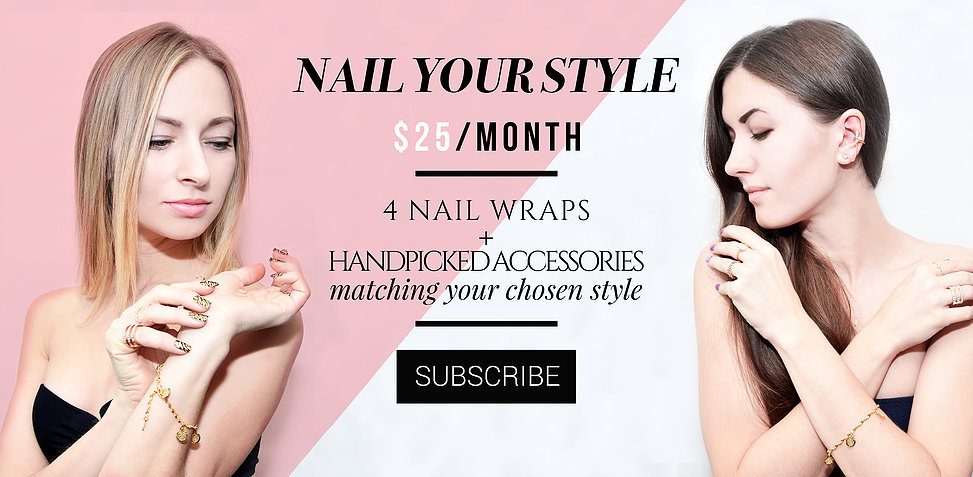 NAIL YOUR STYLE
$25/MONTH
4 NAIL WRAPS
+
HANDPICKED ACCESSORIES
matching your chosen style
SUBSCRIBE